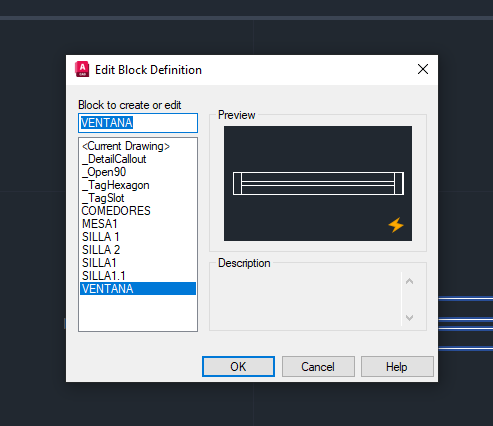 Edit Block Definition
Block to create or edit
VENTANA
<Current Drawing>
_DetailCallout
_Open90
_TagHexagon
_TagSlot
COMEDORES
MESA1
SILLA 1
SILLA 2
SILLA1
SILLA1.1
VENTANA
Preview
Description
OK
Cancel
Help